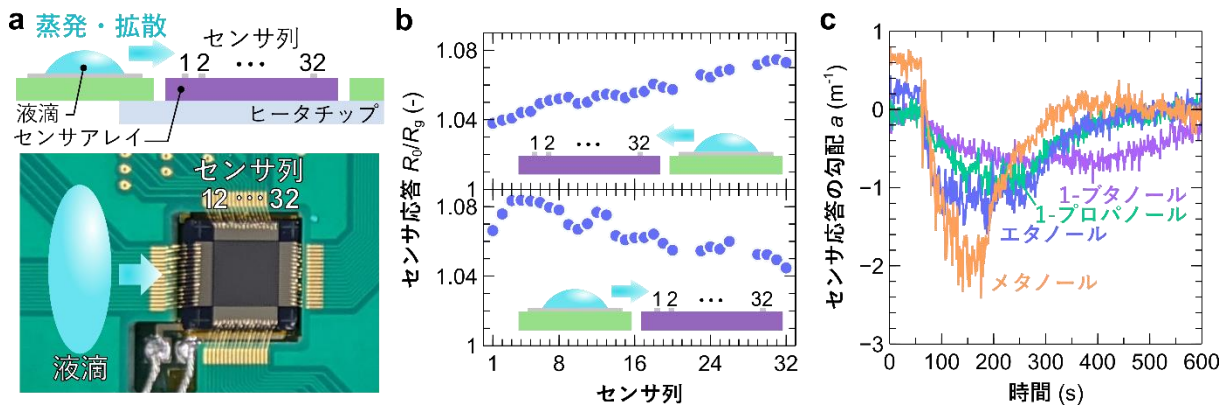 a
蒸発・拡散
センサ列
1 2 ••• 32
液滴
センサアレイ
ヒータチップ
センサ列
12 ••• 32
液滴
b
センサ応答 R0/Rg (-)
1.08
1.04
1
1.08
1.04
1
1 2 ••• 32
1 2 ••• 32
1 8 16 24 32
センサ列
c
センサ応答の勾配 a (m⁻¹)
1
0
−1
−2
−3
1-ブタノール
1-プロパノール
エタノール
メタノール
0 100 200 300 400 500 600
時間 (s)